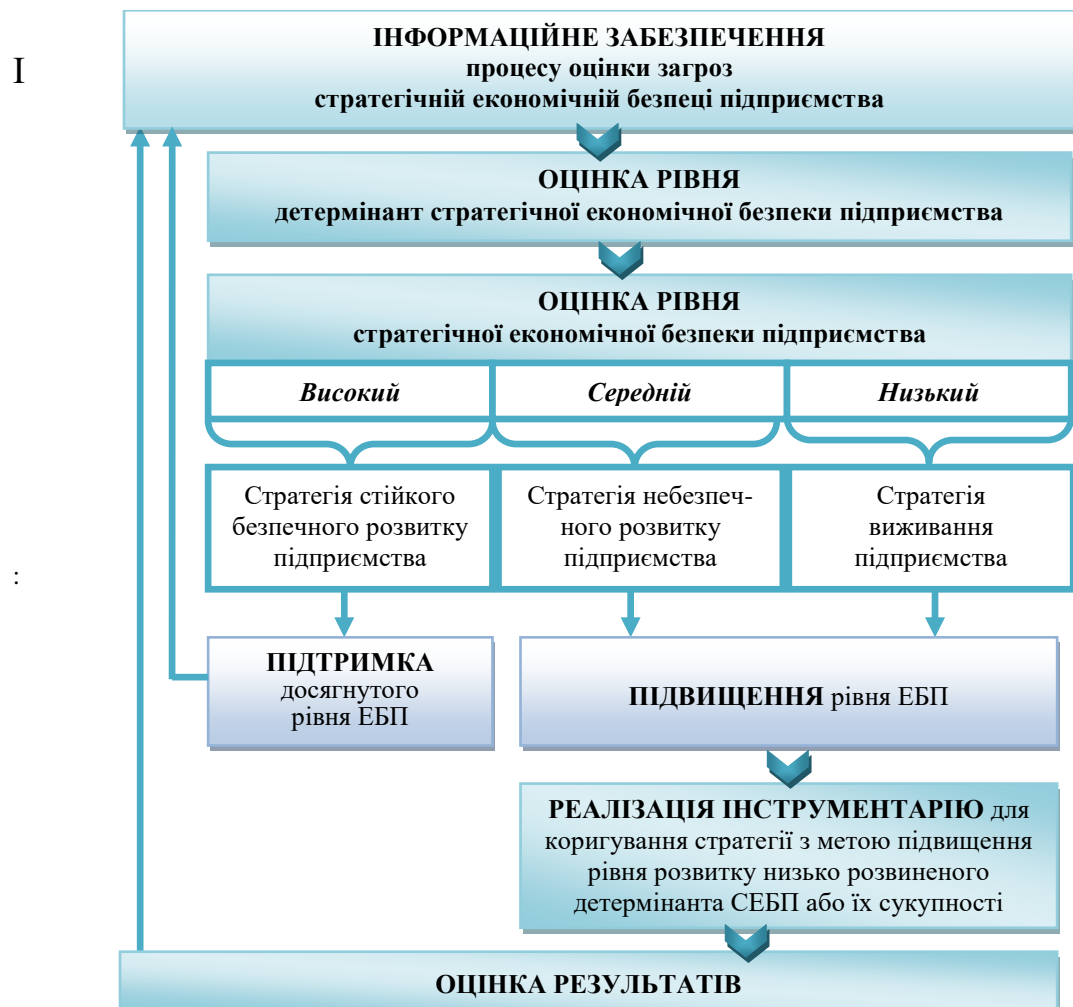 ІНФОРМАЦІЙНЕ ЗАБЕЗПЕЧЕННЯ
І
процесу оцінки загроз
стратегічній економічній безпеці підприємства
ОЦІНКА РІВНЯ
детермінант стратегічної економічної безпеки підприємства
ОЦІНКА РІВНЯ
стратегічної економічної безпеки підприємства
Високий
Середній
Низький
Стратегія стійкого
безпечного розвитку
підприємства
Стратегія небезпеч-
ного розвитку
підприємства
Стратегія
виживання
підприємства
:
ПІДТРИМКА
досягнутого
рівня ЕБП
ПІДВИЩЕННЯ рівня ЕБП
РЕАЛІЗАЦІЯ ІНСТРУМЕНТАРІЮ для
коригування стратегії з метою підвищення
рівня розвитку низько розвиненого
детермінанта СЕБП або їх сукупності
ОЦІНКА РЕЗУЛЬТАТІВ